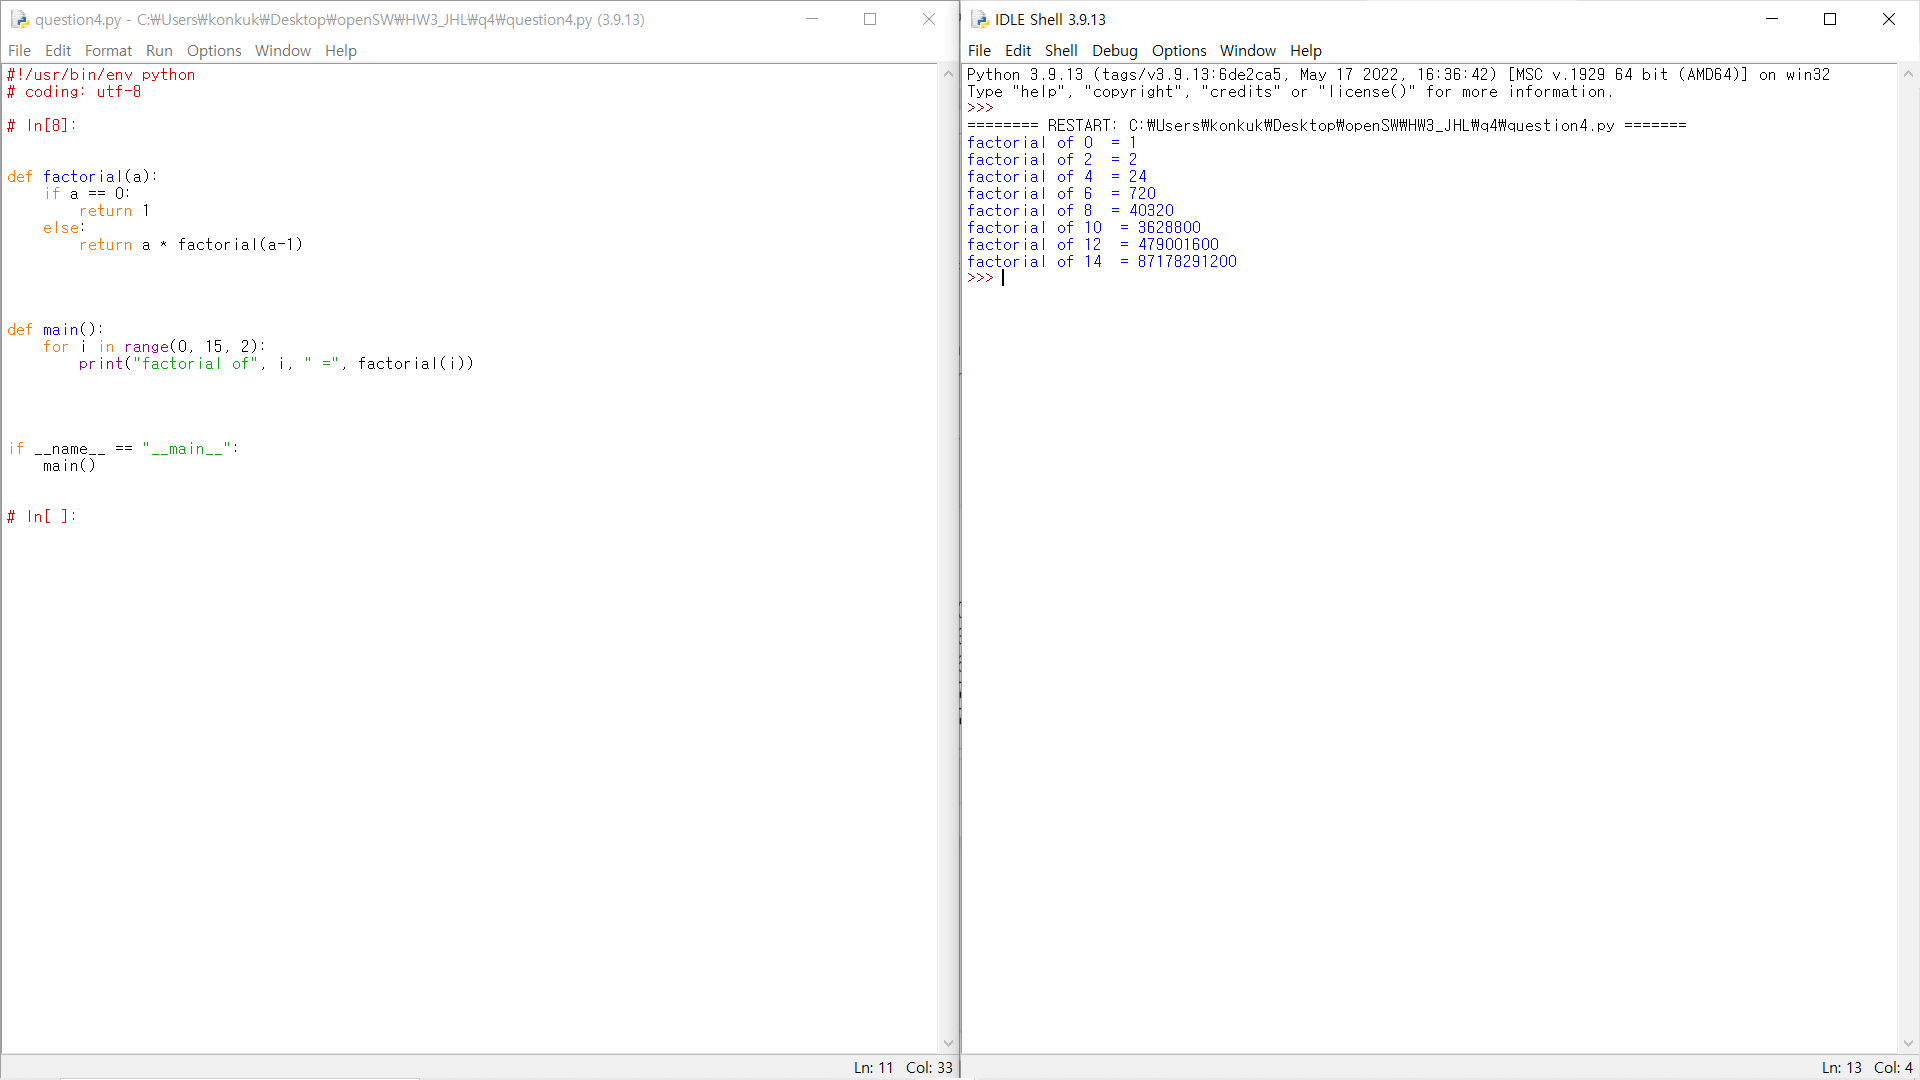 question4.py - C:₩Users₩konkuk₩Desktop₩openSW₩HW3_JHL₩q4₩question4.py (3.9.13)
File Edit Format Run Options Window Help
#!/usr/bin/env python
# coding: utf-8
# In[8]:
def factorial(a):
    if a == 0:
        return 1
    else:
        return a * factorial(a-1)
def main():
    for i in range(0, 15, 2):
        print("factorial of", i, " =", factorial(i))
if __name__ == "__main__":
    main()
# In[ ]:
Ln: 11 Col: 33
IDLE Shell 3.9.13
File Edit Shell Debug Options Window Help
Python 3.9.13 (tags/v3.9.13:6de2ca5, May 17 2022, 16:36:42) [MSC v.1929 64 bit (AMD64)] on win32
Type "help", "copyright", "credits" or "license()" for more information.
>>>
======== RESTART: C:₩Users₩konkuk₩Desktop₩openSW₩HW3_JHL₩q4₩question4.py =======
factorial of 0  = 1
factorial of 2  = 2
factorial of 4  = 24
factorial of 6  = 720
factorial of 8  = 40320
factorial of 10  = 3628800
factorial of 12  = 479001600
factorial of 14  = 87178291200
>>>
Ln: 13 Col: 4